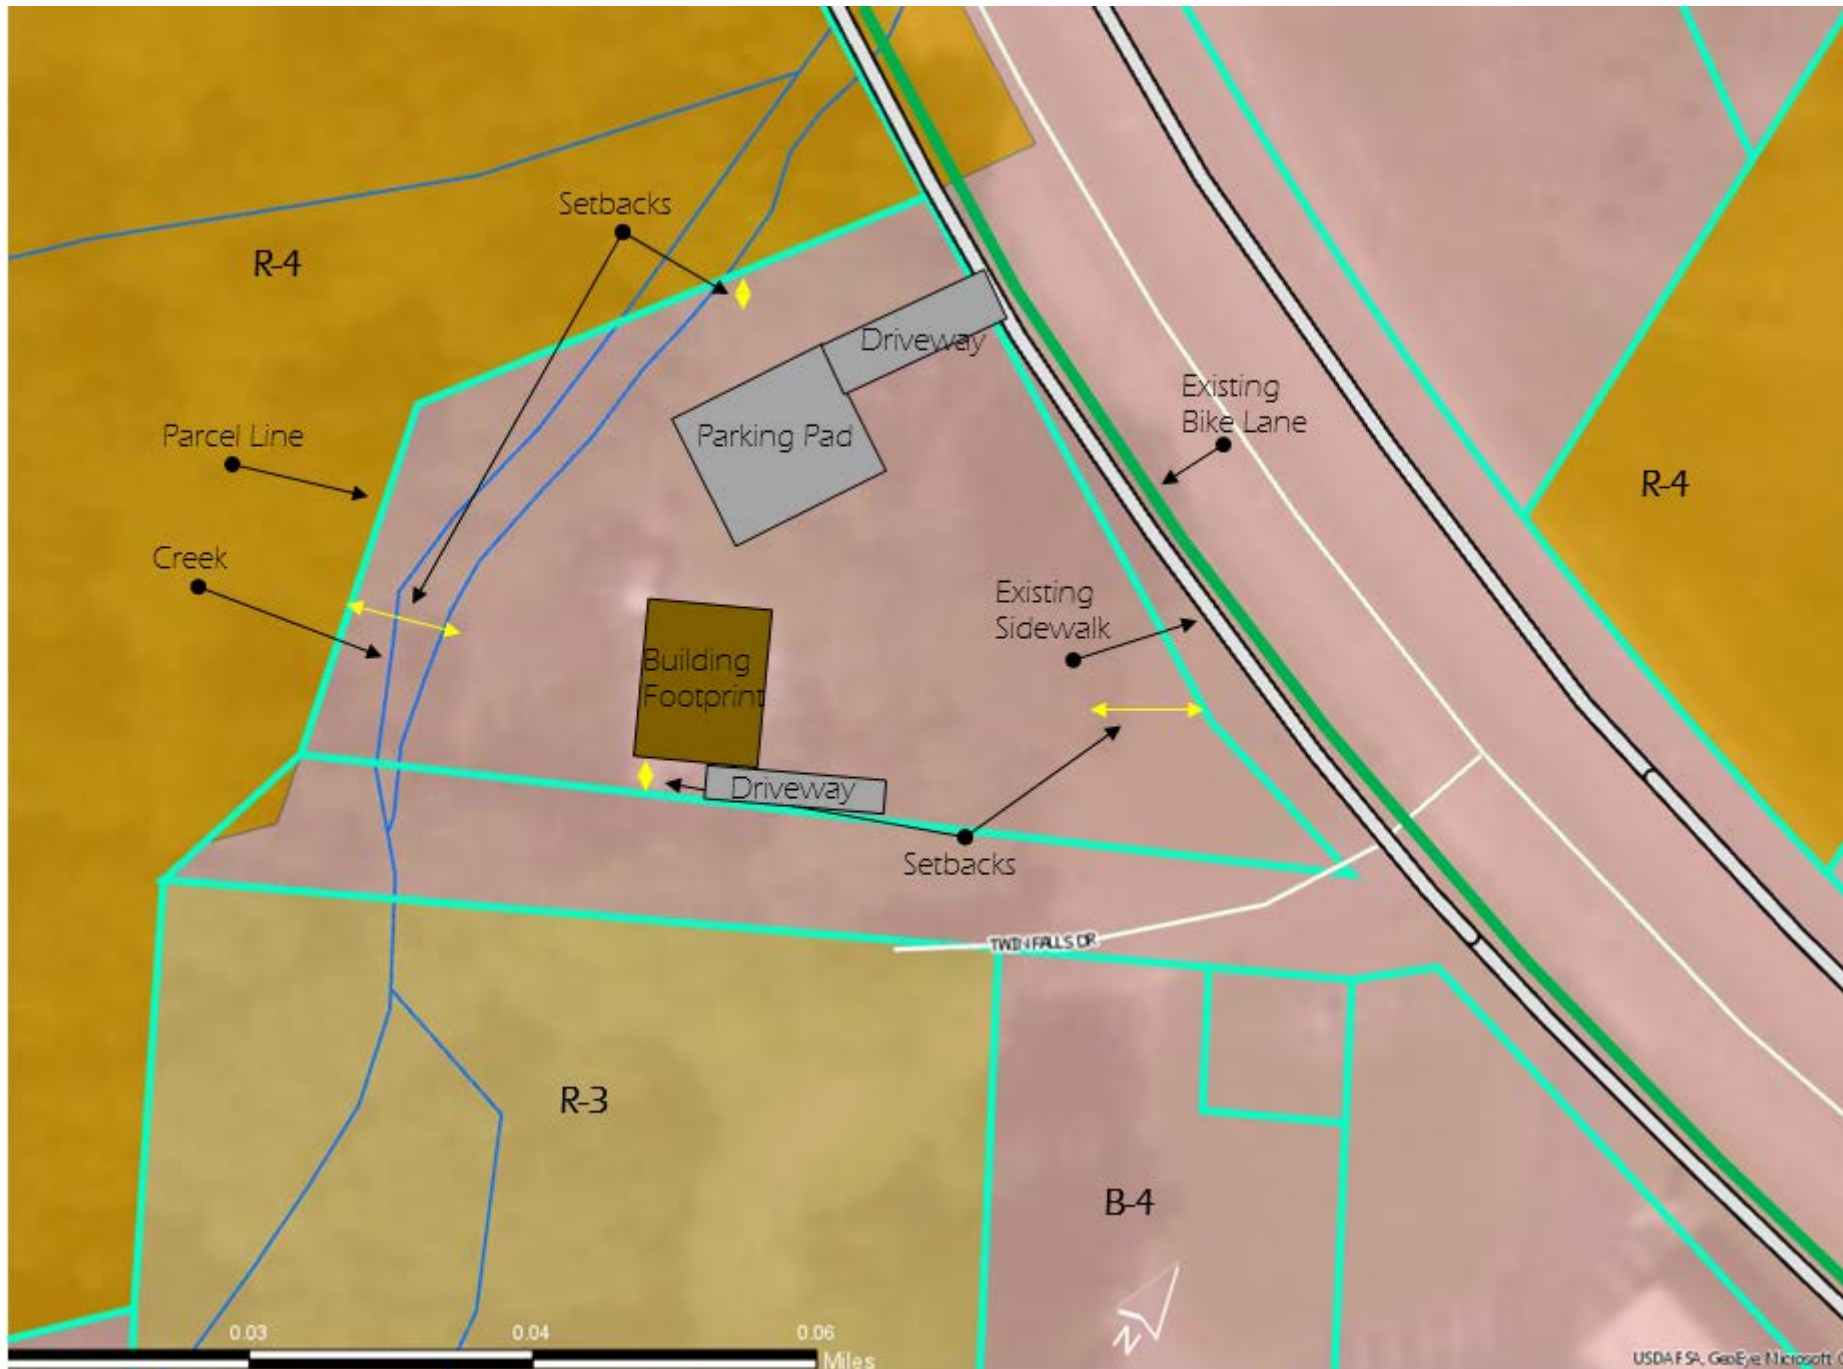 Setbacks
R-4
Driveway
Existing
Bike Lane
Parcel Line
Parking Pad
R-4
Creek
Existing
Sidewalk
Building
Footprint
Driveway
Setbacks
TWIN FALLS DR
R-3
B-4
N
0.03
0.04
0.06
Miles
USDA FSA, GeoEye, Microsoft,